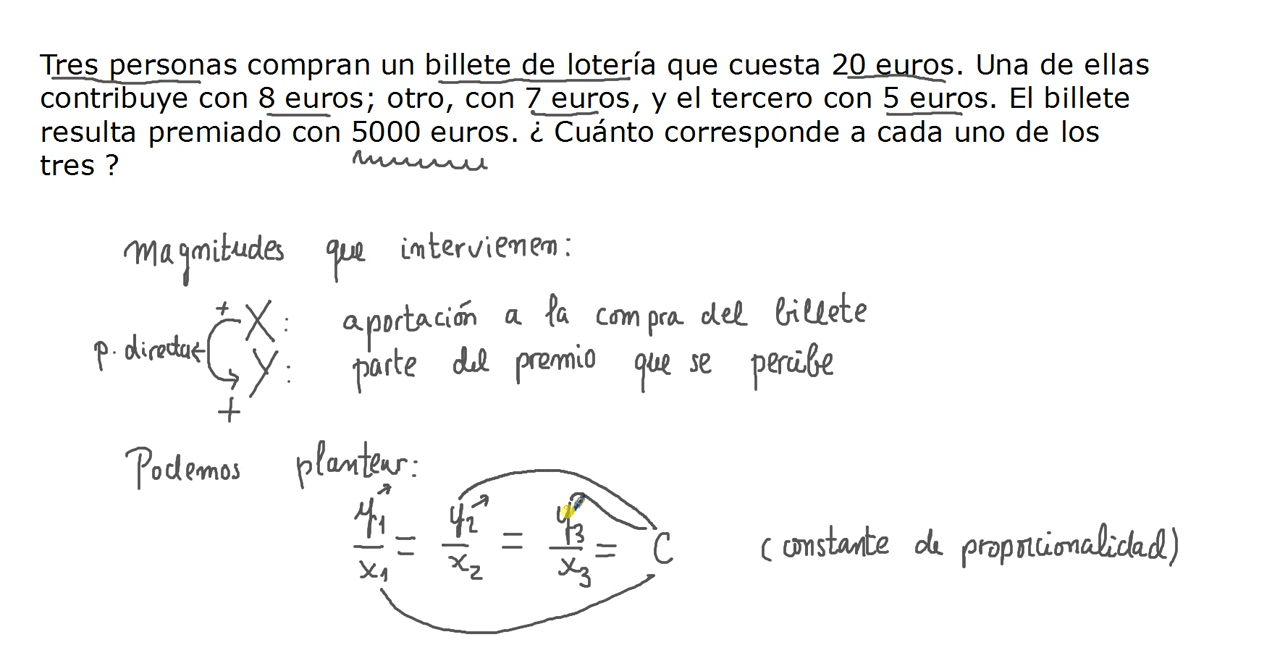 Tres personas compran un billete de lotería que cuesta 20 euros. Una de ellas
contribuye con 8 euros; otro, con 7 euros, y el tercero con 5 euros. El billete
resulta premiado con 5000 euros. ¿ Cuánto corresponde a cada uno de los
tres ?
Magnitudes que intervienen:
+ X: aportación a la compra del billete
p. directa
Y: parte del premio que se percibe
+
Podemos plantear:
y1/x1 = y2/x2 = y3/x3 = C (constante de proporcionalidad)